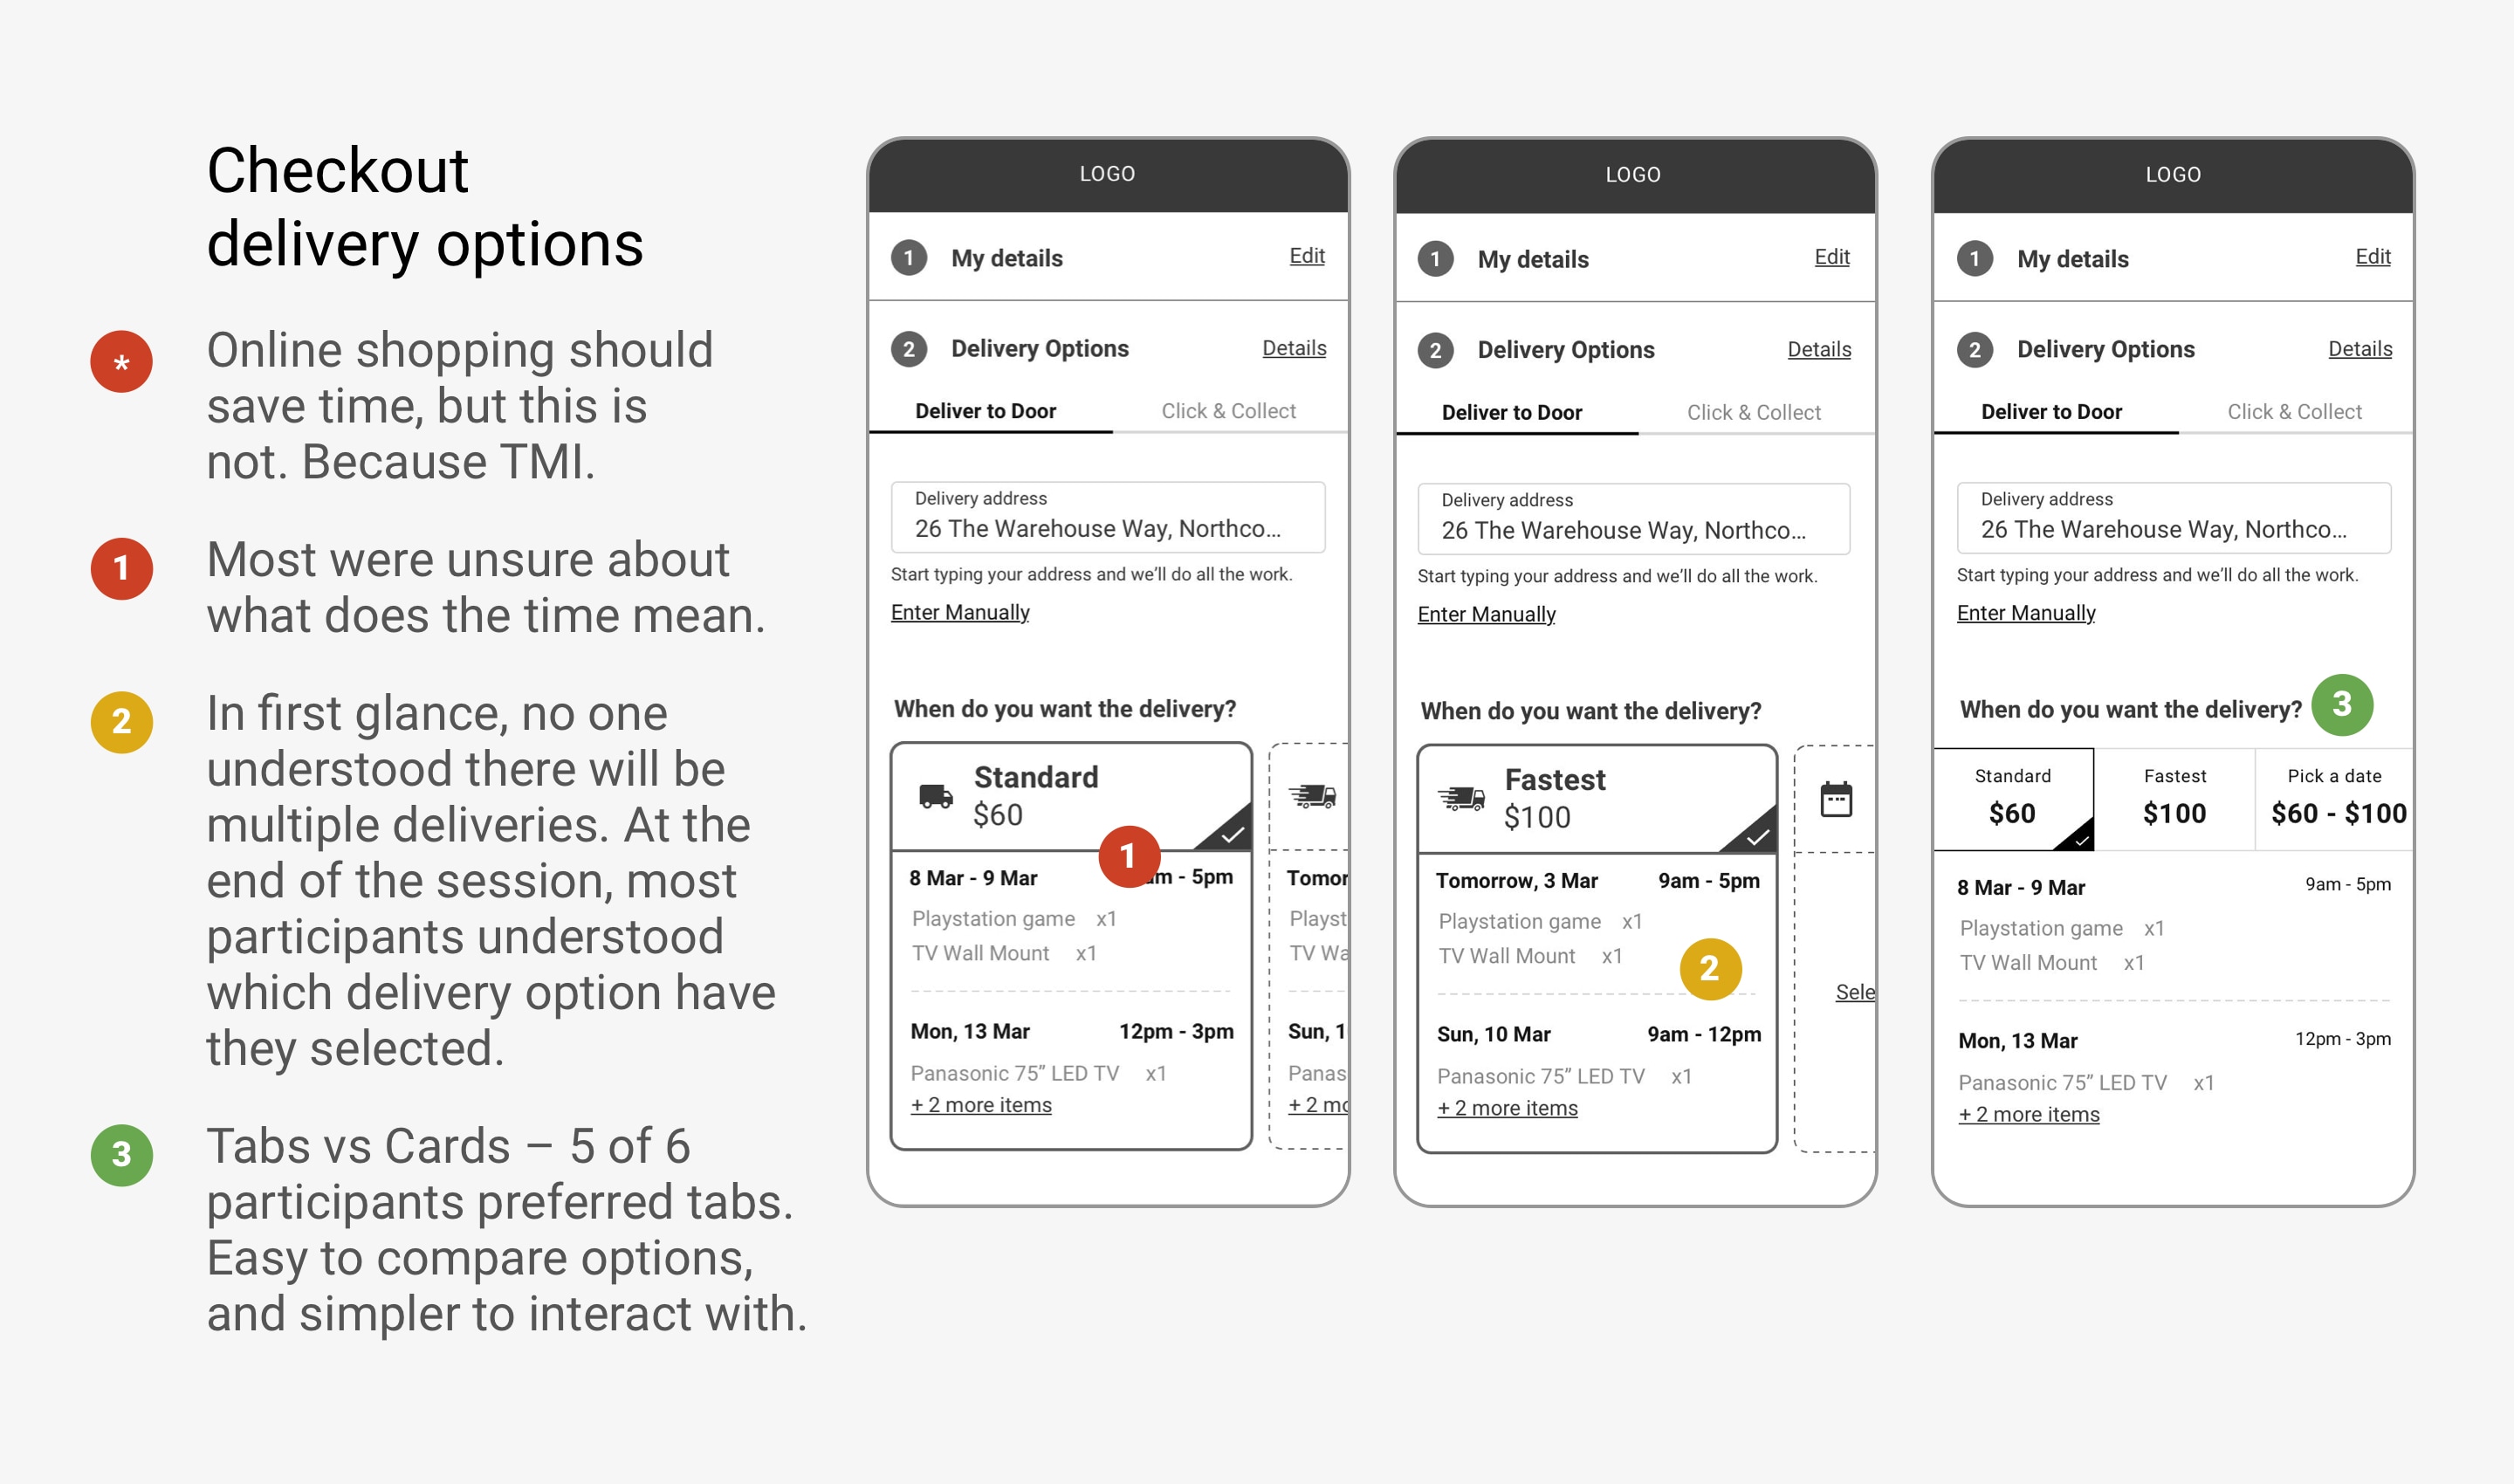 Checkout
delivery options
*
Online shopping should
save time, but this is
not. Because TMI.
1
Most were unsure about
what does the time mean.
2
In first glance, no one
understood there will be
multiple deliveries. At the
end of the session, most
participants understood
which delivery option have
they selected.
3
Tabs vs Cards – 5 of 6
participants preferred tabs.
Easy to compare options,
and simpler to interact with.
LOGO
1 My details Edit
2 Delivery Options Details
Deliver to Door Click & Collect
Delivery address
26 The Warehouse Way, Northco...
Start typing your address and we'll do all the work.
Enter Manually
When do you want the delivery?
Standard
$60
1
8 Mar - 9 Mar am - 5pm
Playstation game x1
TV Wall Mount x1
Mon, 13 Mar 12pm - 3pm
Panasonic 75” LED TV x1
+ 2 more items
Tomor
Playst
TV Wa
Sun, 1
Panas
+ 2 mo
LOGO
1 My details Edit
2 Delivery Options Details
Deliver to Door Click & Collect
Delivery address
26 The Warehouse Way, Northco...
Start typing your address and we'll do all the work.
Enter Manually
When do you want the delivery?
Fastest
$100
Tomorrow, 3 Mar 9am - 5pm
Playstation game x1
TV Wall Mount x1
2
Sun, 10 Mar 9am - 12pm
Panasonic 75” LED TV x1
+ 2 more items
Sele
LOGO
1 My details Edit
2 Delivery Options Details
Deliver to Door Click & Collect
Delivery address
26 The Warehouse Way, Northco...
Start typing your address and we'll do all the work.
Enter Manually
When do you want the delivery? 3
Standard Fastest Pick a date
$60 $100 $60 - $100
8 Mar - 9 Mar 9am - 5pm
Playstation game x1
TV Wall Mount x1
Mon, 13 Mar 12pm - 3pm
Panasonic 75” LED TV x1
+ 2 more items